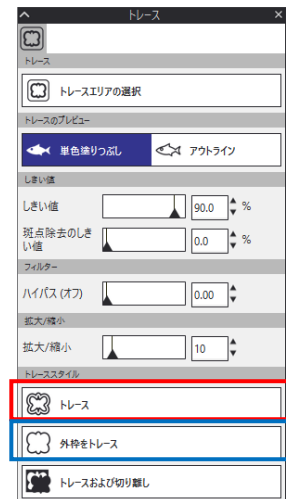 トレース
トレース
トレースエリアの選択
トレースのプレビュー
単色塗りつぶし アウトライン
しきい値
しきい値 90.0 %
斑点除去のしき
い値 0.0 %
フィルター
ハイパス (オフ) 0.00
拡大/縮小
拡大/縮小 10
トレーススタイル
トレース
外枠をトレース
トレースおよび切り離し